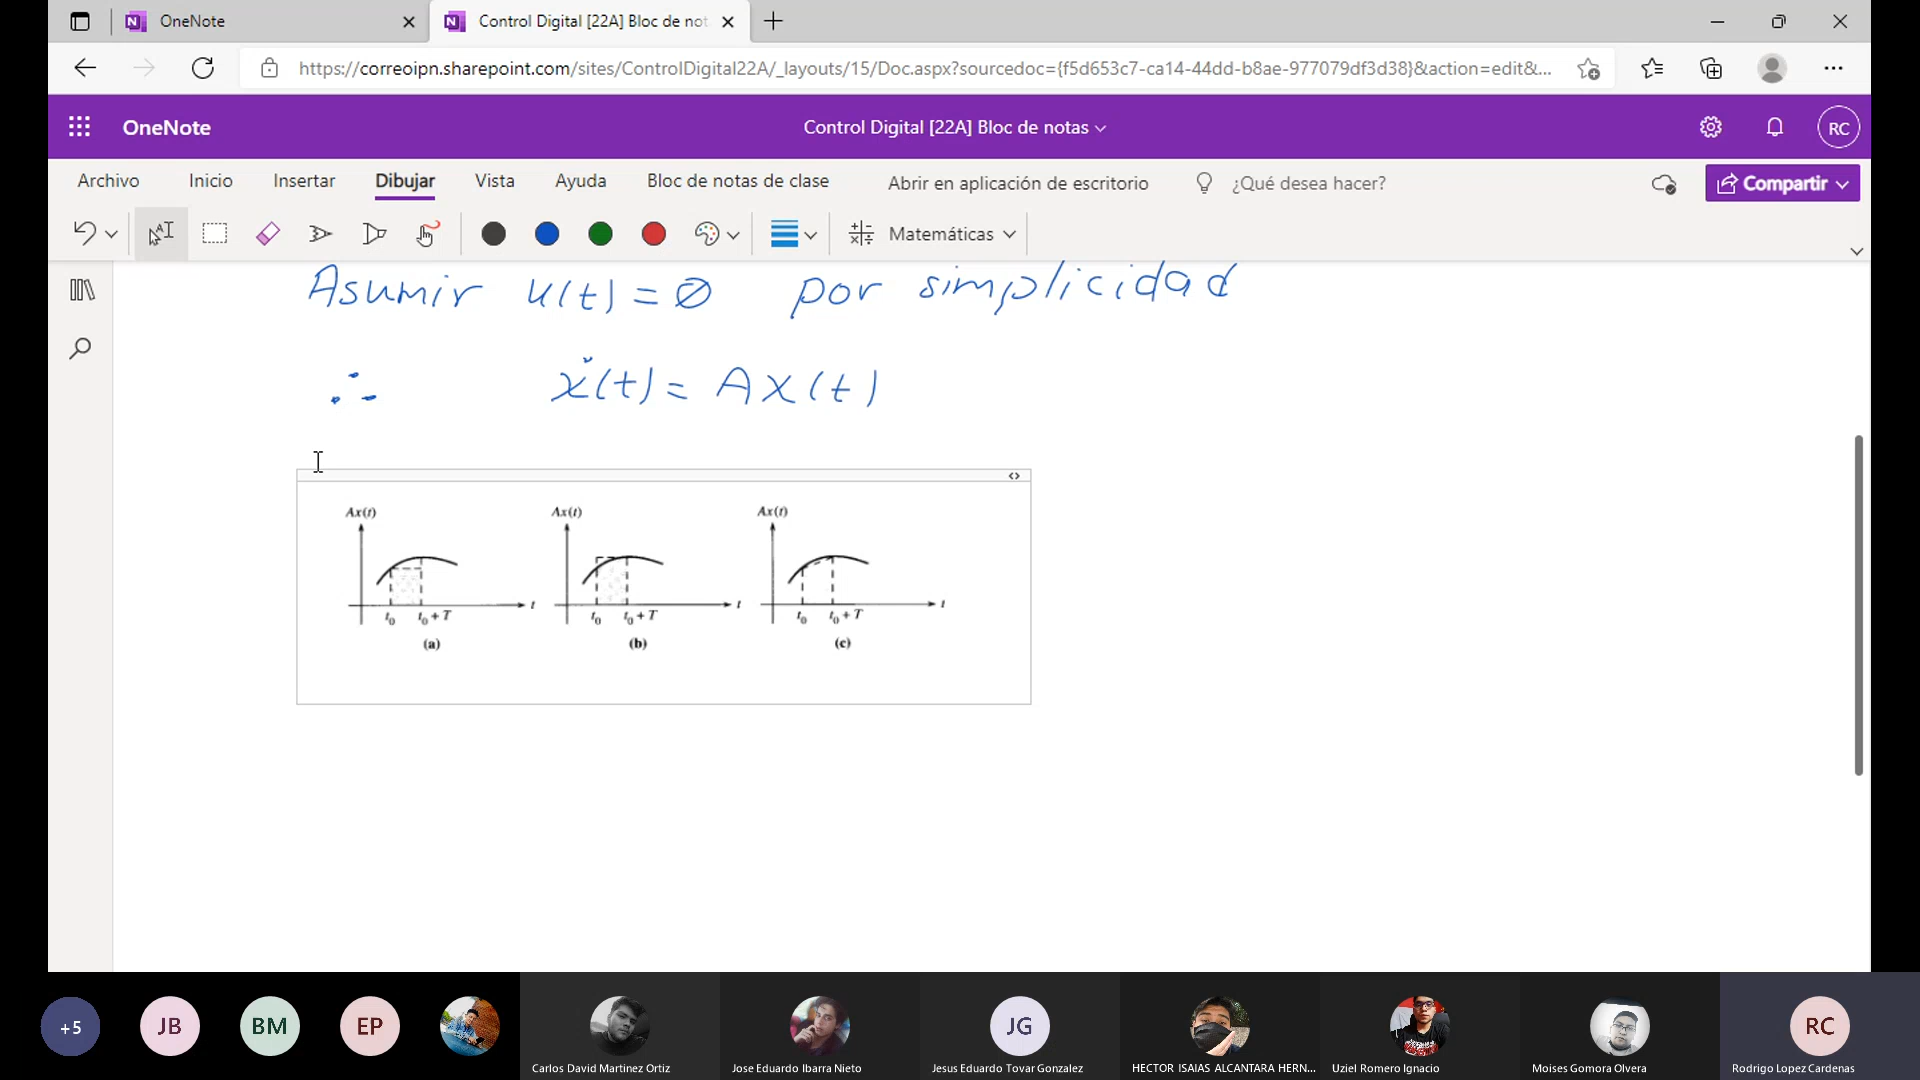 OneNote
Control Digital [22A] Bloc de not
https://correoipn.sharepoint.com/sites/ControlDigital22A/_layouts/15/Doc.aspx?sourcedoc={f5d653c7-ca14-44dd-b8ae-977079df3d38}&action=edit&...
OneNote
Control Digital [22A] Bloc de notas
RC
Archivo Inicio Insertar Dibujar Vista Ayuda Bloc de notas de clase Abrir en aplicación de escritorio ¿Qué desea hacer? Compartir
Matemáticas
Asumir u(t) = Ø por simplicidad
∴ ẋ(t) = AX(t)
Ax(t) Ax(t) Ax(t)
t t t
t₀ t₀ + T t₀ t₀ + T t₀ t₀ + T
(a) (b) (c)
+5 JB BM EP JG RC
Carlos David Martinez Ortiz
Jose Eduardo Ibarra Nieto
Jesus Eduardo Tovar Gonzalez
HECTOR ISAIAS ALCANTARA HERN...
Uziel Romero Ignacio
Moises Gomora Olvera
Rodrigo Lopez Cardenas